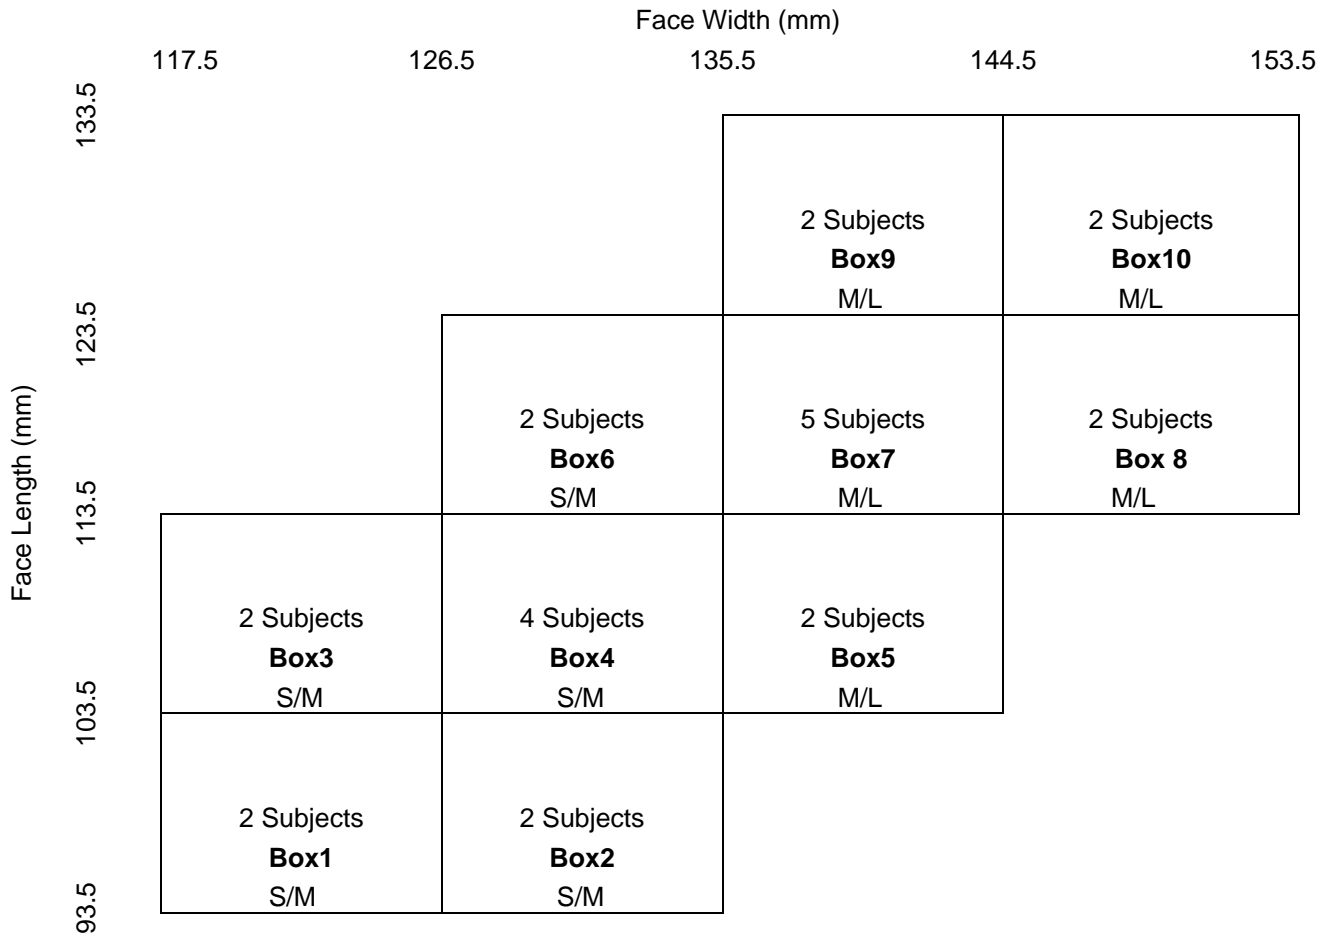 Face Width (mm)
117.5 126.5 135.5 144.5 153.5
133.5
2 Subjects 2 Subjects
Box9 Box10
M/L M/L
123.5
Face Length (mm)
2 Subjects 5 Subjects 2 Subjects
Box6 Box7 Box 8
S/M M/L M/L
113.5
2 Subjects 4 Subjects 2 Subjects
Box3 Box4 Box5
S/M S/M M/L
103.5
2 Subjects 2 Subjects
Box1 Box2
S/M S/M
93.5